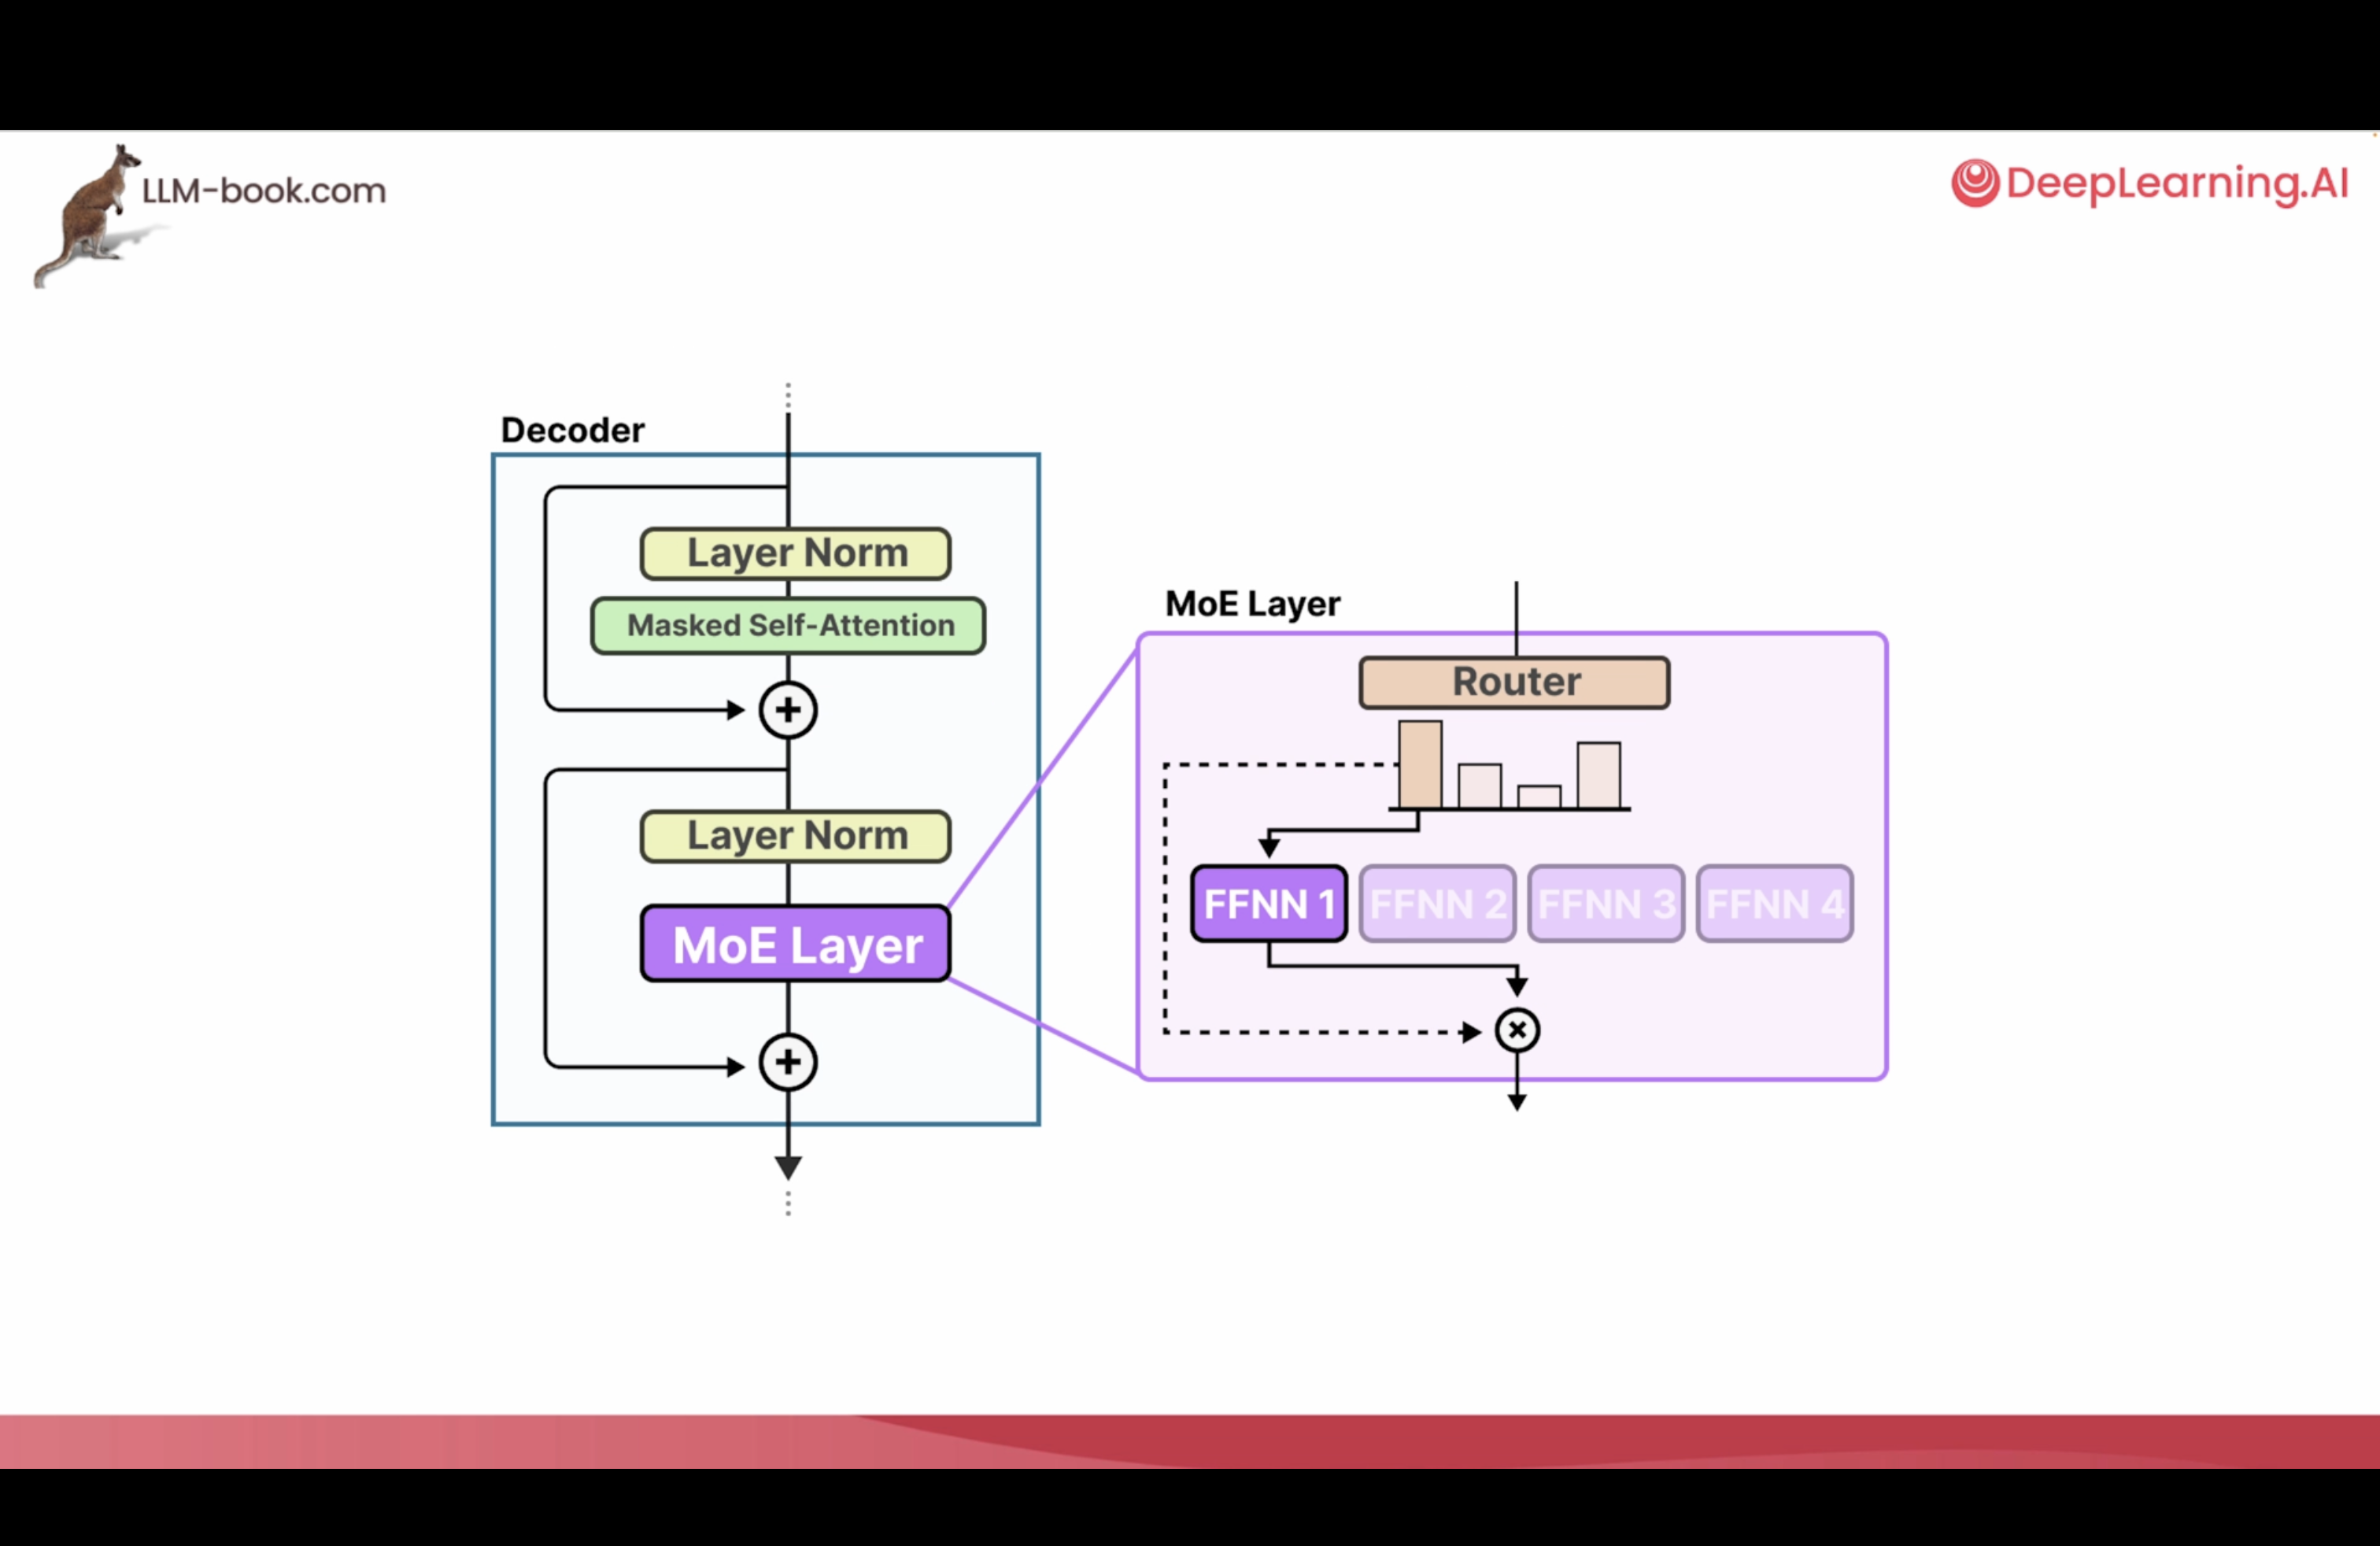 LLM-book.com
DeepLearning.AI
Decoder
Layer Norm
Masked Self-Attention
Layer Norm
MoE Layer
MoE Layer
Router
FFNN 1
FFNN 2
FFNN 3
FFNN 4